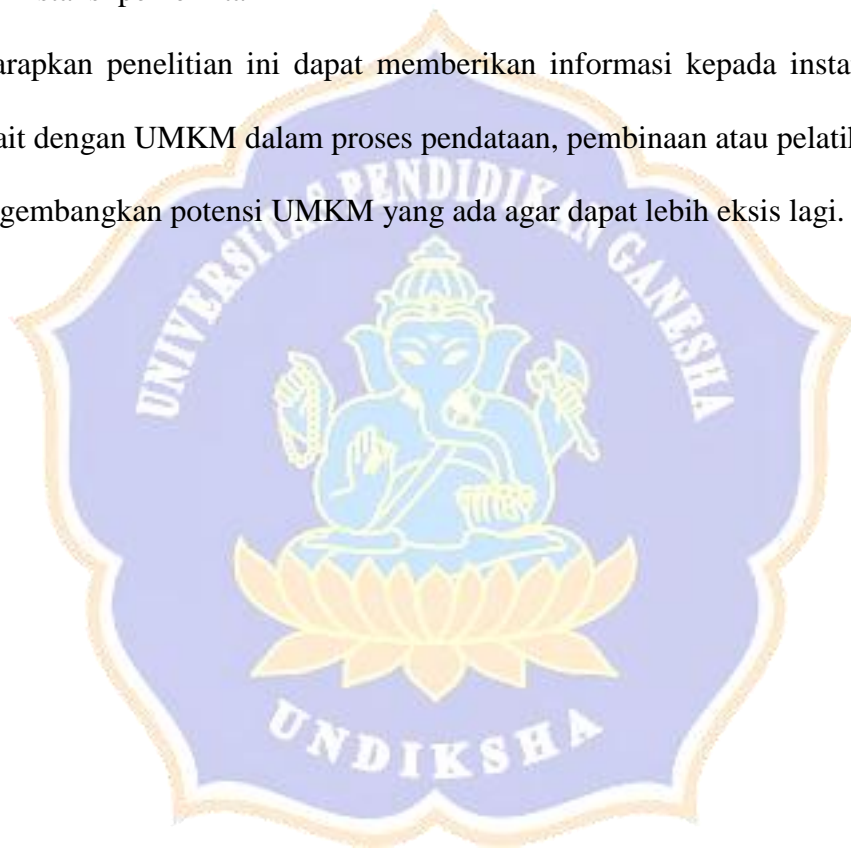 arapkan penelitian ini dapat memberikan informasi kepada insta
ait dengan UMKM dalam proses pendataan, pembinaan atau pelatih
gembangkan potensi UMKM yang ada agar dapat lebih eksis lagi.
UNIVERSITAS PENDIDIKAN GANESHA
UNDIKSHA